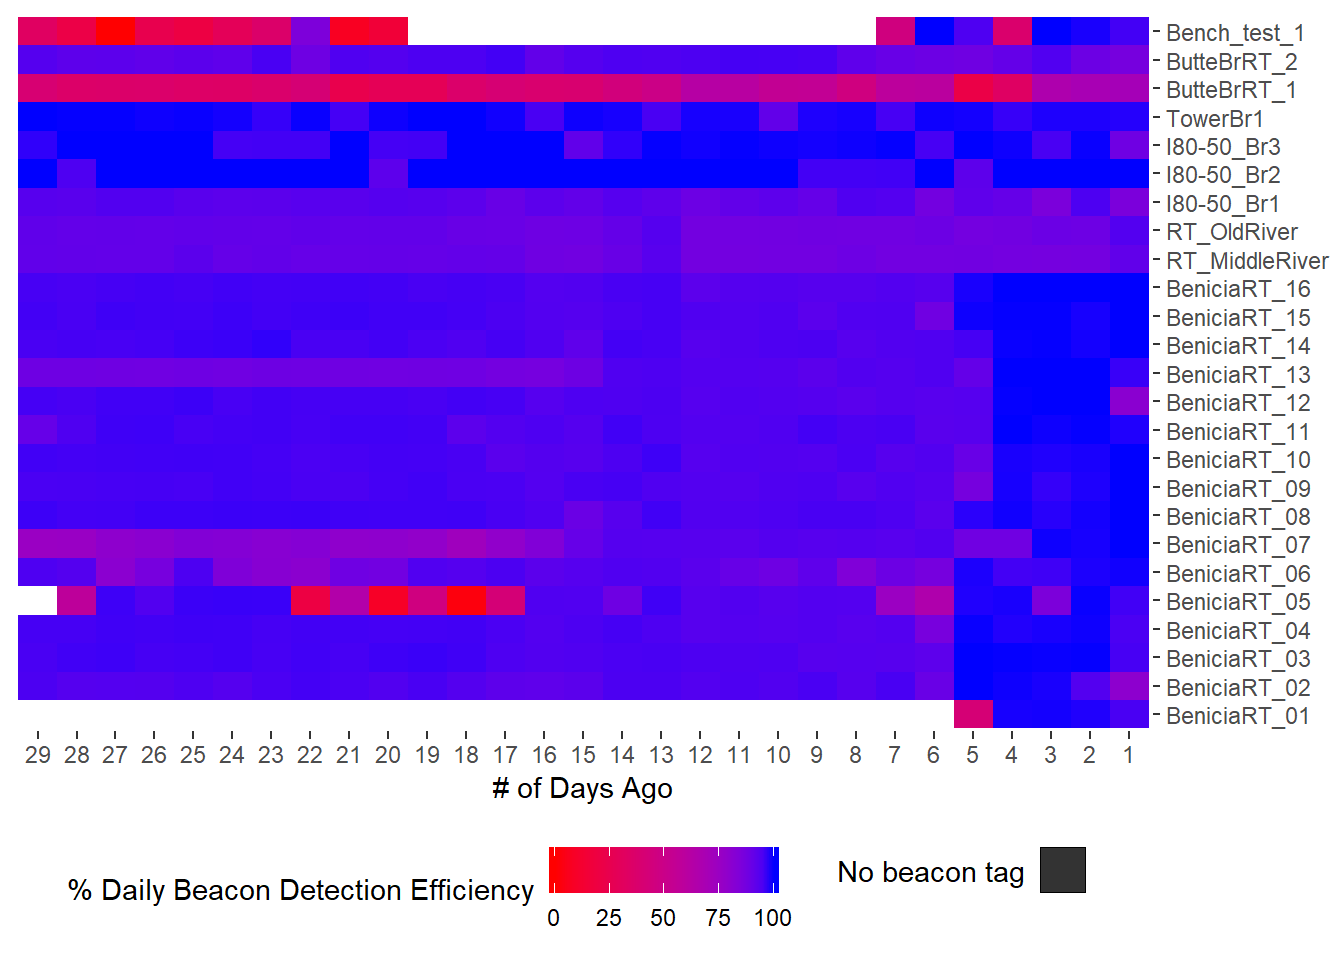 Bench_test_1
ButteBrRT_2
ButteBrRT_1
TowerBr1
I80-50_Br3
I80-50_Br2
I80-50_Br1
RT_OldRiver
RT_MiddleRiver
BeniciaRT_16
BeniciaRT_15
BeniciaRT_14
BeniciaRT_13
BeniciaRT_12
BeniciaRT_11
BeniciaRT_10
BeniciaRT_09
BeniciaRT_08
BeniciaRT_07
BeniciaRT_06
BeniciaRT_05
BeniciaRT_04
BeniciaRT_03
BeniciaRT_02
BeniciaRT_01
29 28 27 26 25 24 23 22 21 20 19 18 17 16 15 14 13 12 11 10 9 8 7 6 5 4 3 2 1
# of Days Ago
% Daily Beacon Detection Efficiency
0 25 50 75 100
No beacon tag